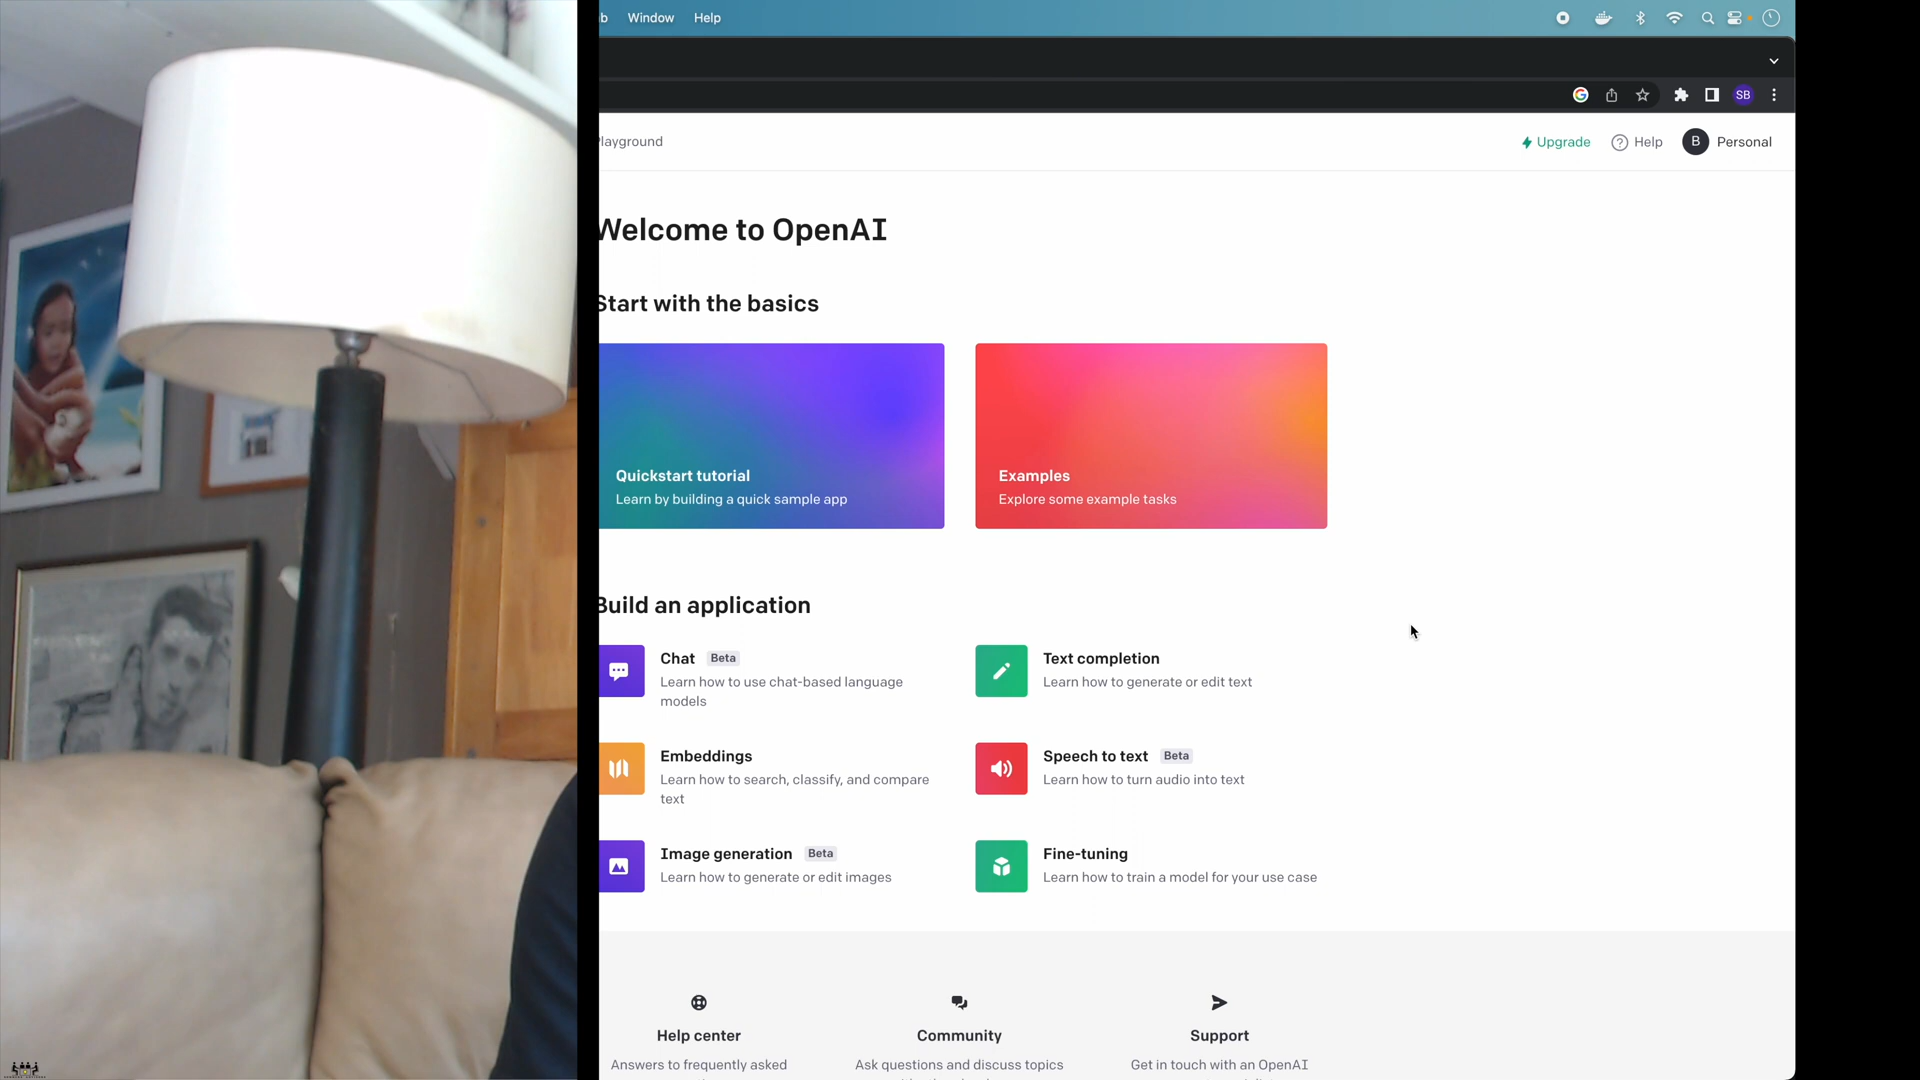 Window Help
SB
Playground
Upgrade
Help
B
Personal
Welcome to OpenAI
Start with the basics
Quickstart tutorial
Learn by building a quick sample app
Examples
Explore some example tasks
Build an application
Chat Beta
Learn how to use chat-based language
models
Text completion
Learn how to generate or edit text
Embeddings
Learn how to search, classify, and compare
text
Speech to text Beta
Learn how to turn audio into text
Image generation Beta
Learn how to generate or edit images
Fine-tuning
Learn how to train a model for your use case
Help center
Answers to frequently asked
Community
Ask questions and discuss topics
Support
Get in touch with an OpenAI